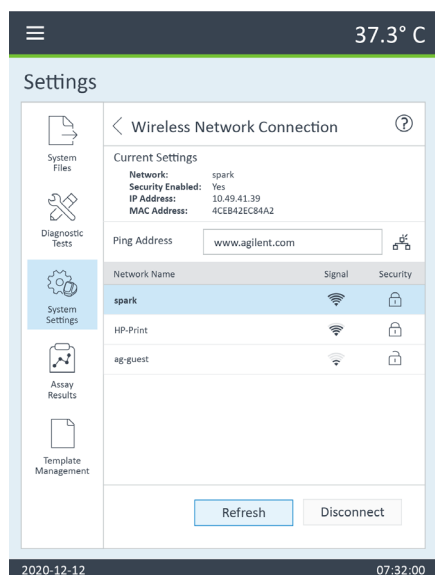 37.3° C
Settings
System
Files
Diagnostic
Tests
System
Settings
Assay
Results
Template
Management
Wireless Network Connection
?
Current Settings
Network: spark
Security Enabled: Yes
IP Address: 10.49.41.39
MAC Address: 4CEB42EC84A2
Ping Address www.agilent.com
Network Name Signal Security
spark
HP-Print
ag-guest
Refresh Disconnect
2020-12-12 07:32:00